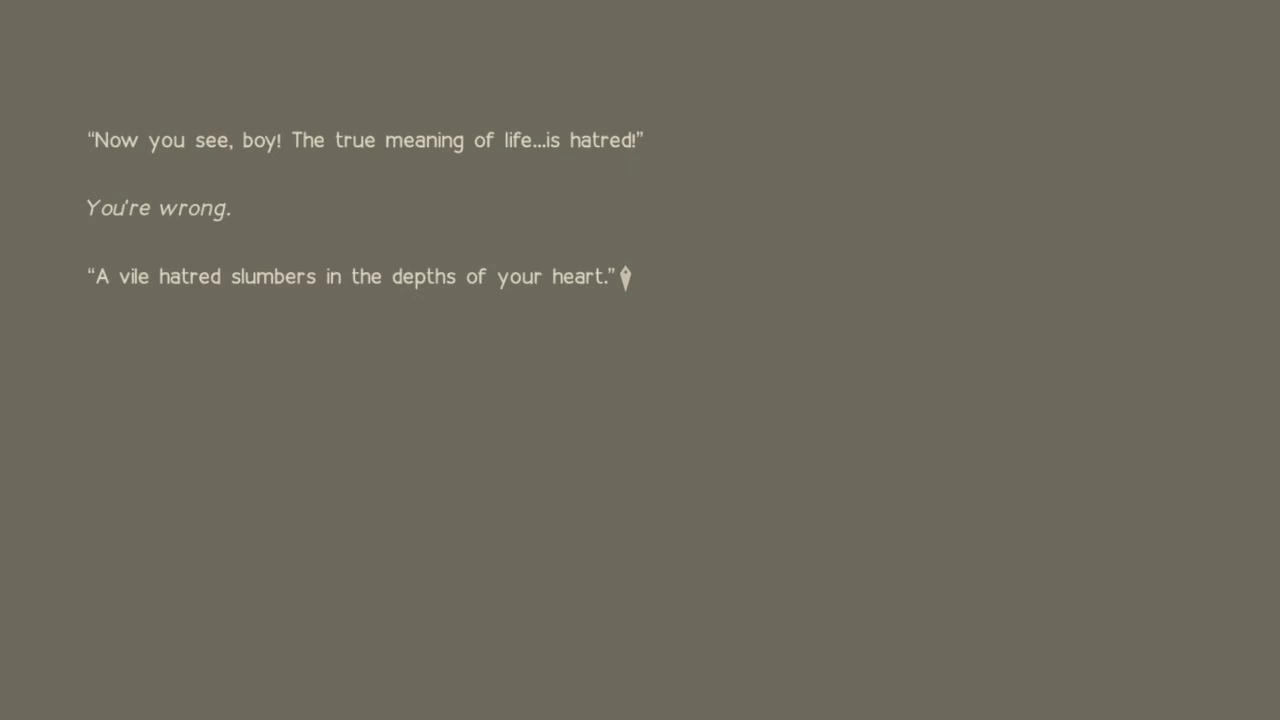 “Now you see, boy! The true meaning of life...is hatred!”
You're wrong.
“A vile hatred slumbers in the depths of your heart.”